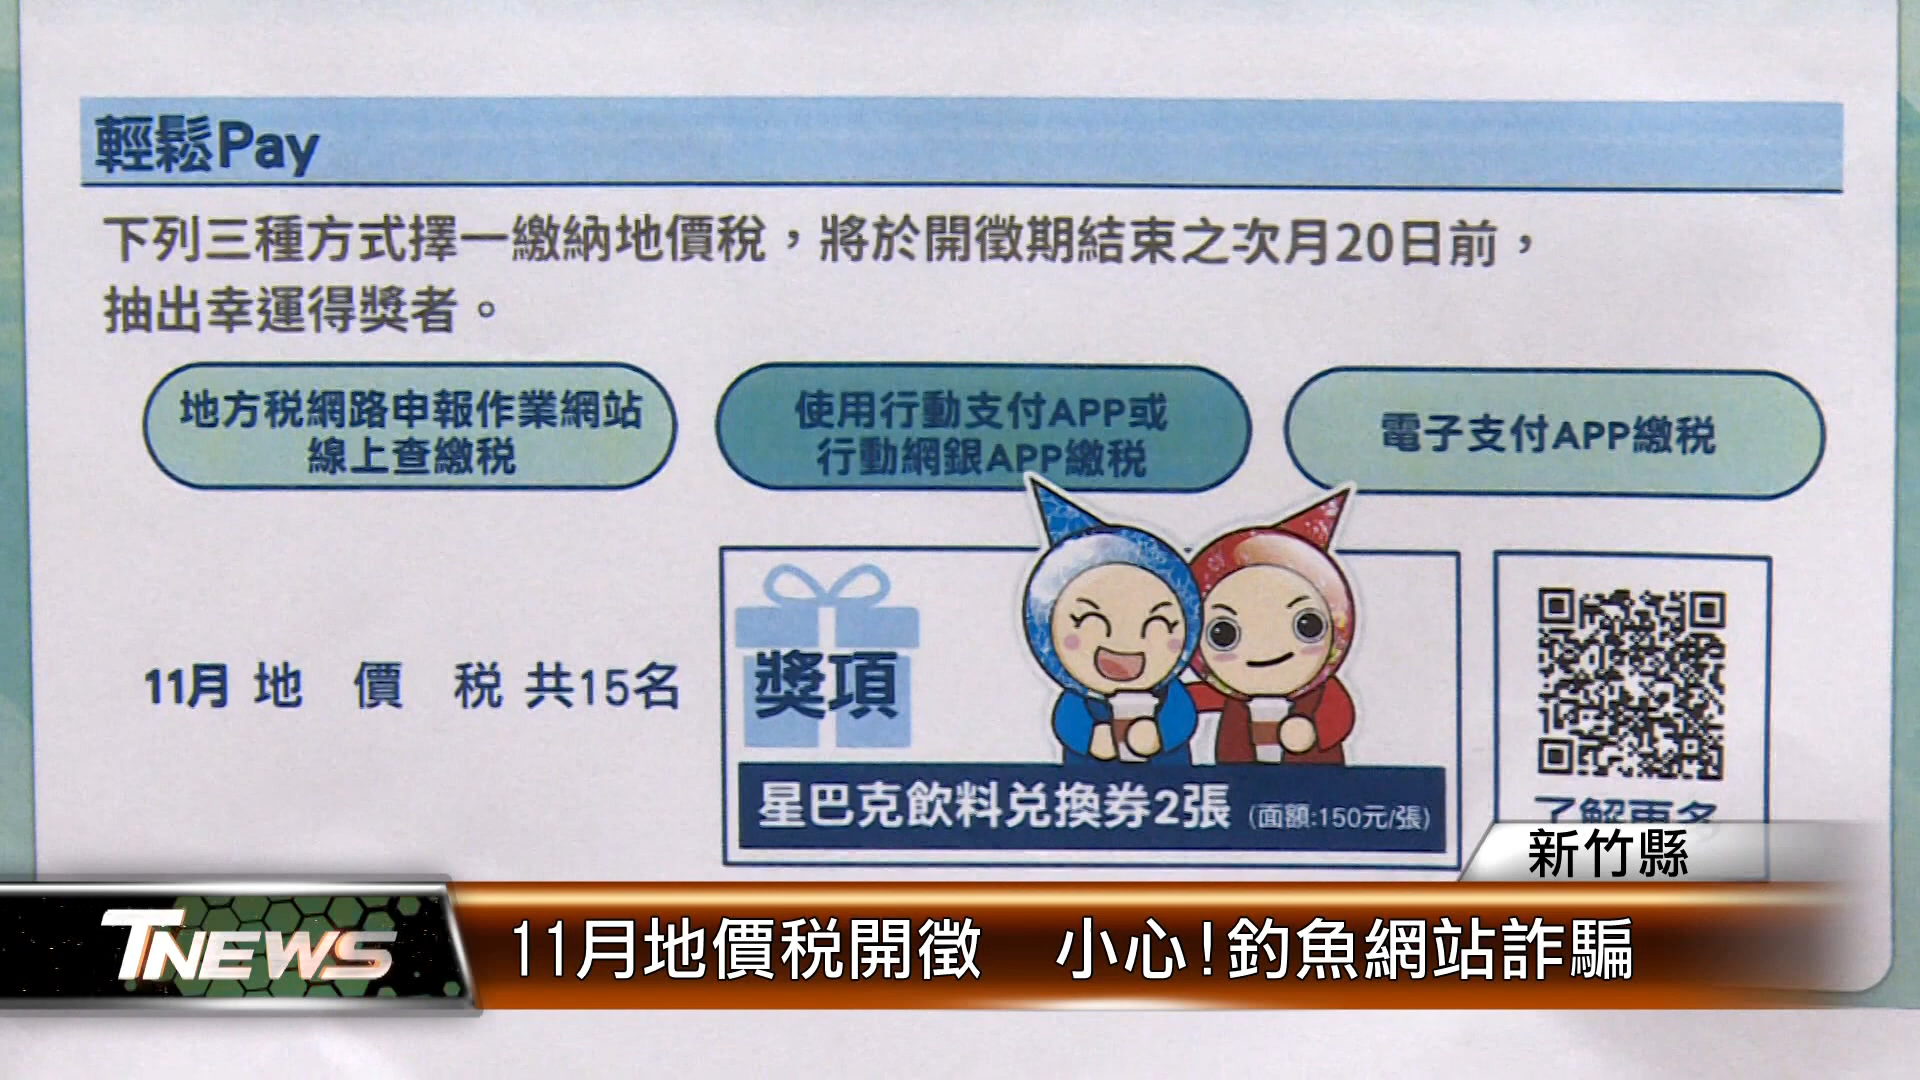 輕鬆Pay
下列三種方式擇一繳納地價稅，將於開徵期結束之次月20日前，
抽出幸運得獎者。
地方稅網路申報作業網站
線上查繳稅
使用行動支付APP或
行動網銀APP繳稅
電子支付APP繳稅
11月 地 價 稅 共15名
獎項
星巴克飲料兌換券2張 (面額:150元/張)
了解更多
新竹縣
TNEWS
11月地價稅開徵 小心!釣魚網站詐騙